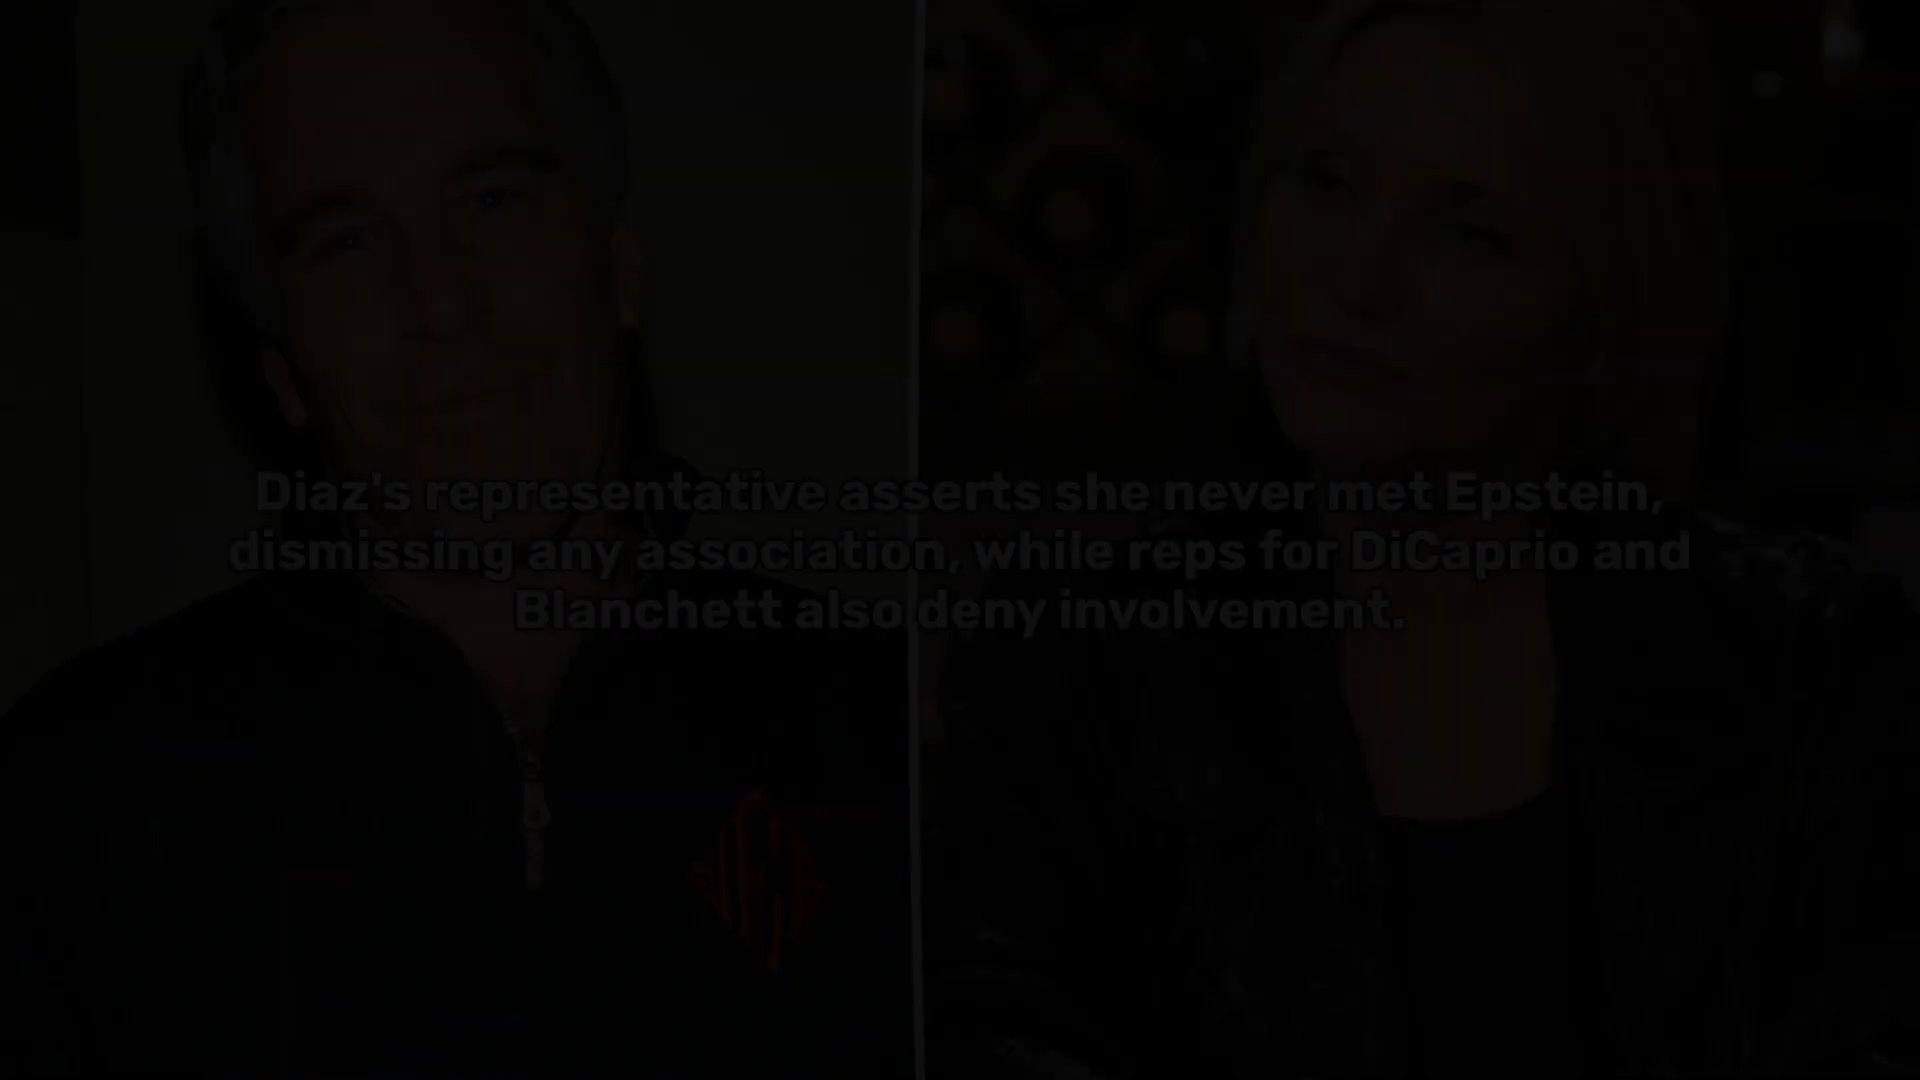 Diaz's representative asserts she never met Epstein,
dismissing any association, while reps for DiCaprio and
Blanchett also deny involvement.